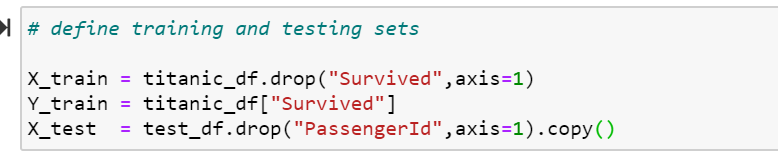 # define training and testing sets
X_train = titanic_df.drop("Survived",axis=1)
Y_train = titanic_df["Survived"]
X_test  = test_df.drop("PassengerId",axis=1).copy()